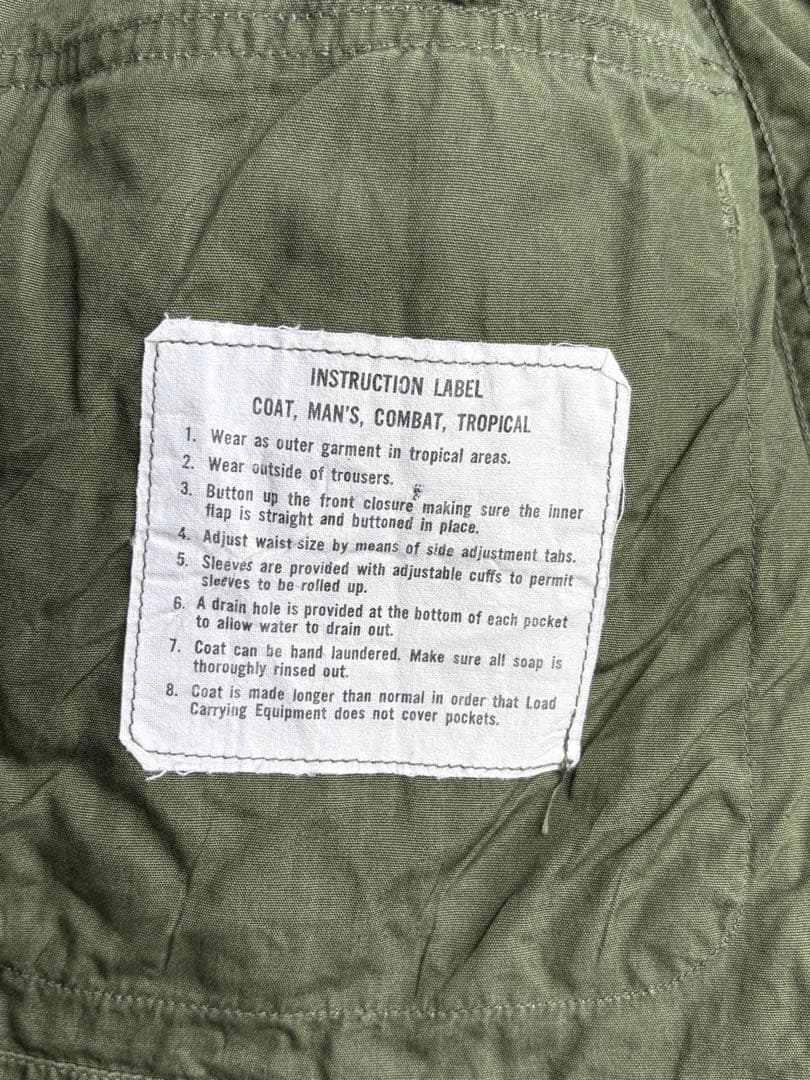 INSTRUCTION LABEL
COAT, MAN'S, COMBAT, TROPICAL
1. Wear as outer garment in tropical areas.
2. Wear outside of trousers.
3. Button up the front closure making sure the inner
flap is straight and buttoned in place.
4. Adjust waist size by means of side adjustment tabs.
5. Sleeves are provided with adjustable cuffs to permit
sleeves to be rolled up.
6. A drain hole is provided at the bottom of each pocket
to allow water to drain out.
7. Coat can be hand laundered. Make sure all soap is
thoroughly rinsed out.
8. Coat is made longer than normal in order that Load
Carrying Equipment does not cover pockets.